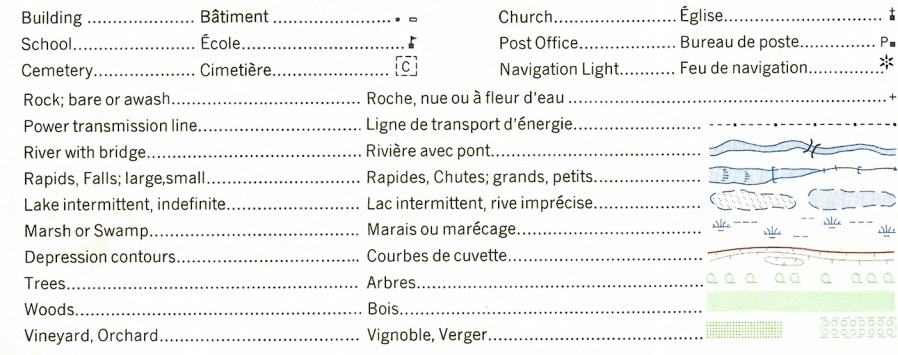 Building Bâtiment Church Église
School École Post Office Bureau de poste P
Cemetery Cimetière C Navigation Light Feu de navigation
Rock; bare or awash Roche, nue ou à fleur d'eau
Power transmission line Ligne de transport d'énergie
River with bridge Rivière avec pont
Rapids, Falls; large,small Rapides, Chutes; grands, petits
Lake intermittent, indefinite Lac intermittent, rive imprécise
Marsh or Swamp Marais ou marécage
Depression contours Courbes de cuvette
Trees Arbres
Woods Bois
Vineyard, Orchard Vignoble, Verger